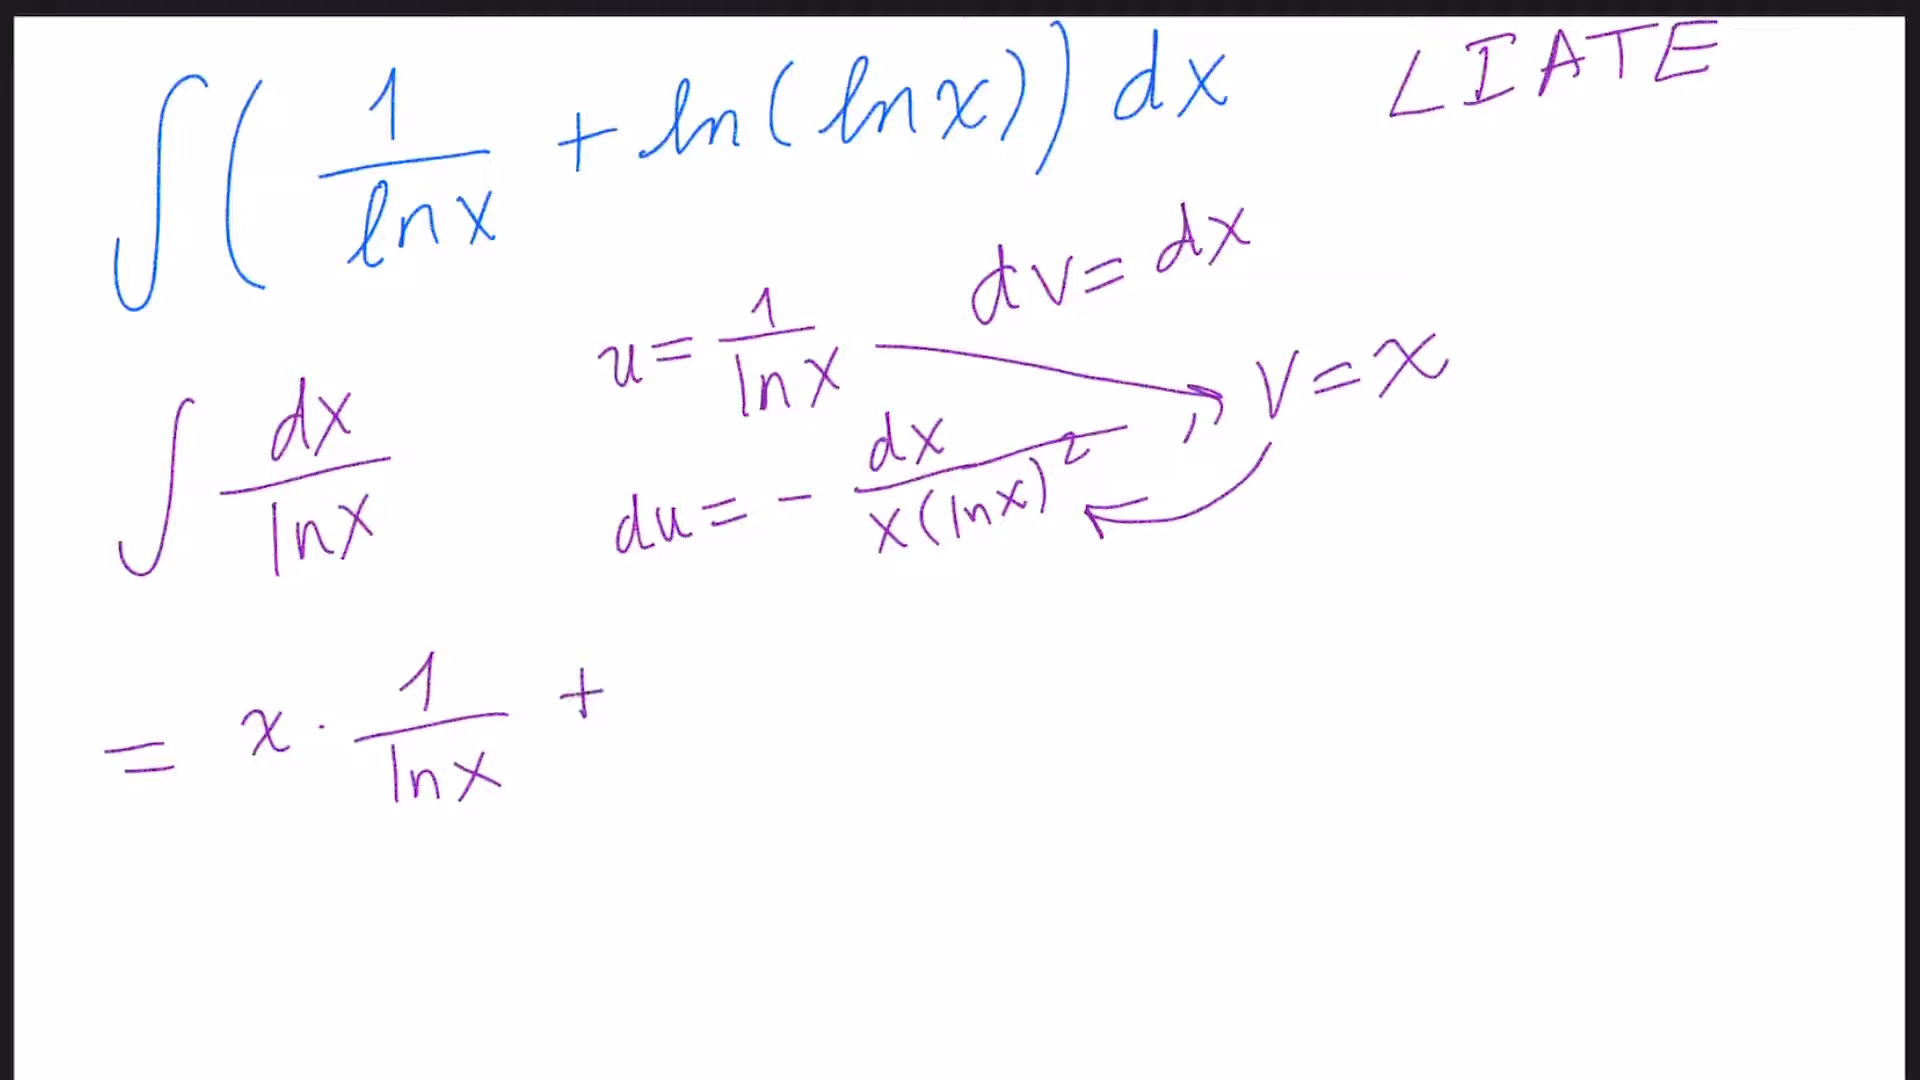 ∫ ( 1/ln x + ln(ln x) ) dx LIATE
u = 1/ln x dv = dx
∫ dx/ln x du = - dx/x(ln x)² v = x
= x · 1/ln x +